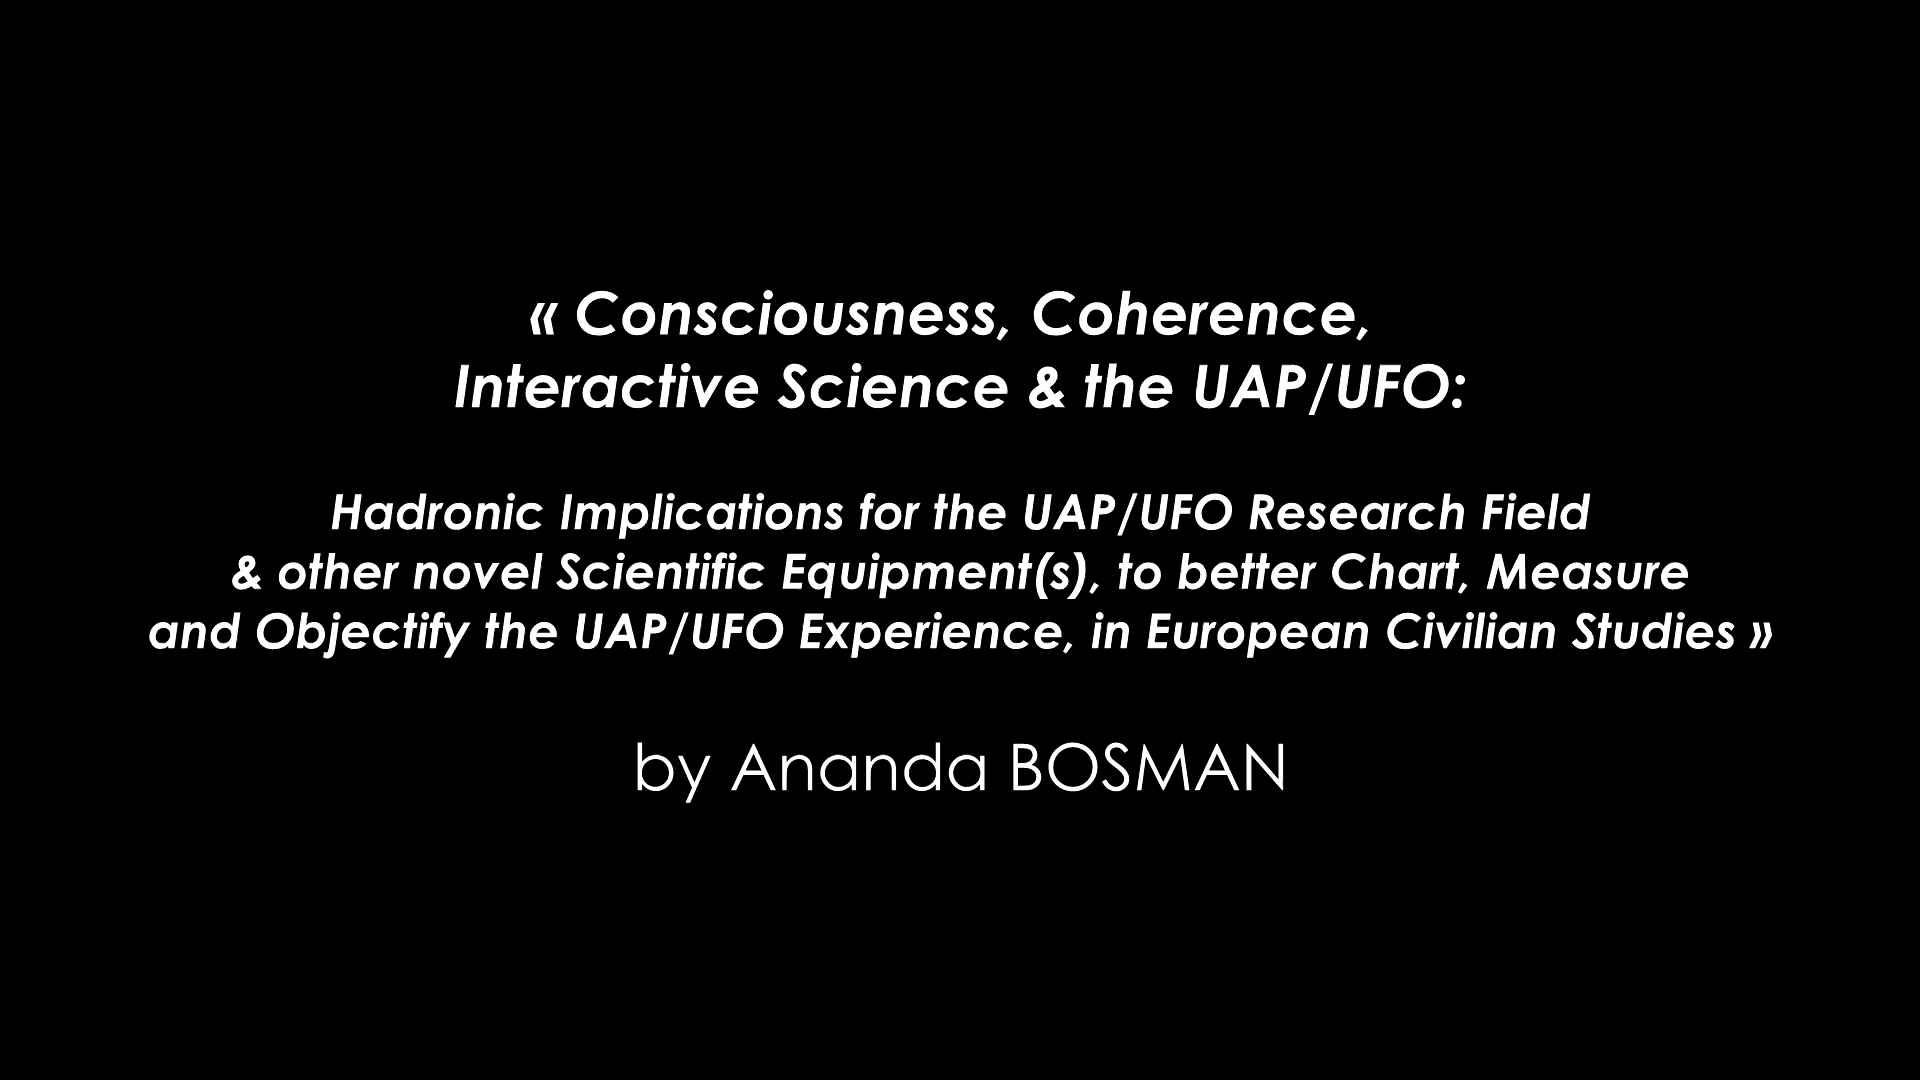 « Consciousness, Coherence,
Interactive Science & the UAP/UFO:
Hadronic Implications for the UAP/UFO Research Field
& other novel Scientific Equipment(s), to better Chart, Measure
and Objectify the UAP/UFO Experience, in European Civilian Studies »
by Ananda BOSMAN